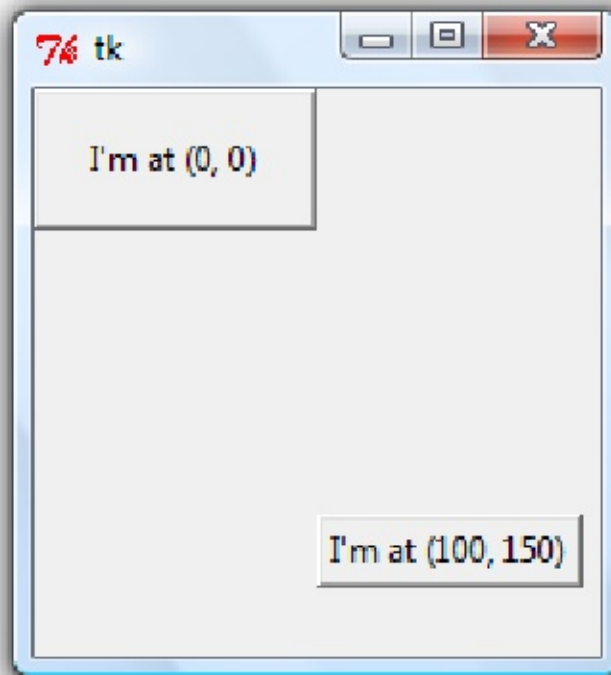 tk
I'm at (0, 0)
I'm at (100, 150)